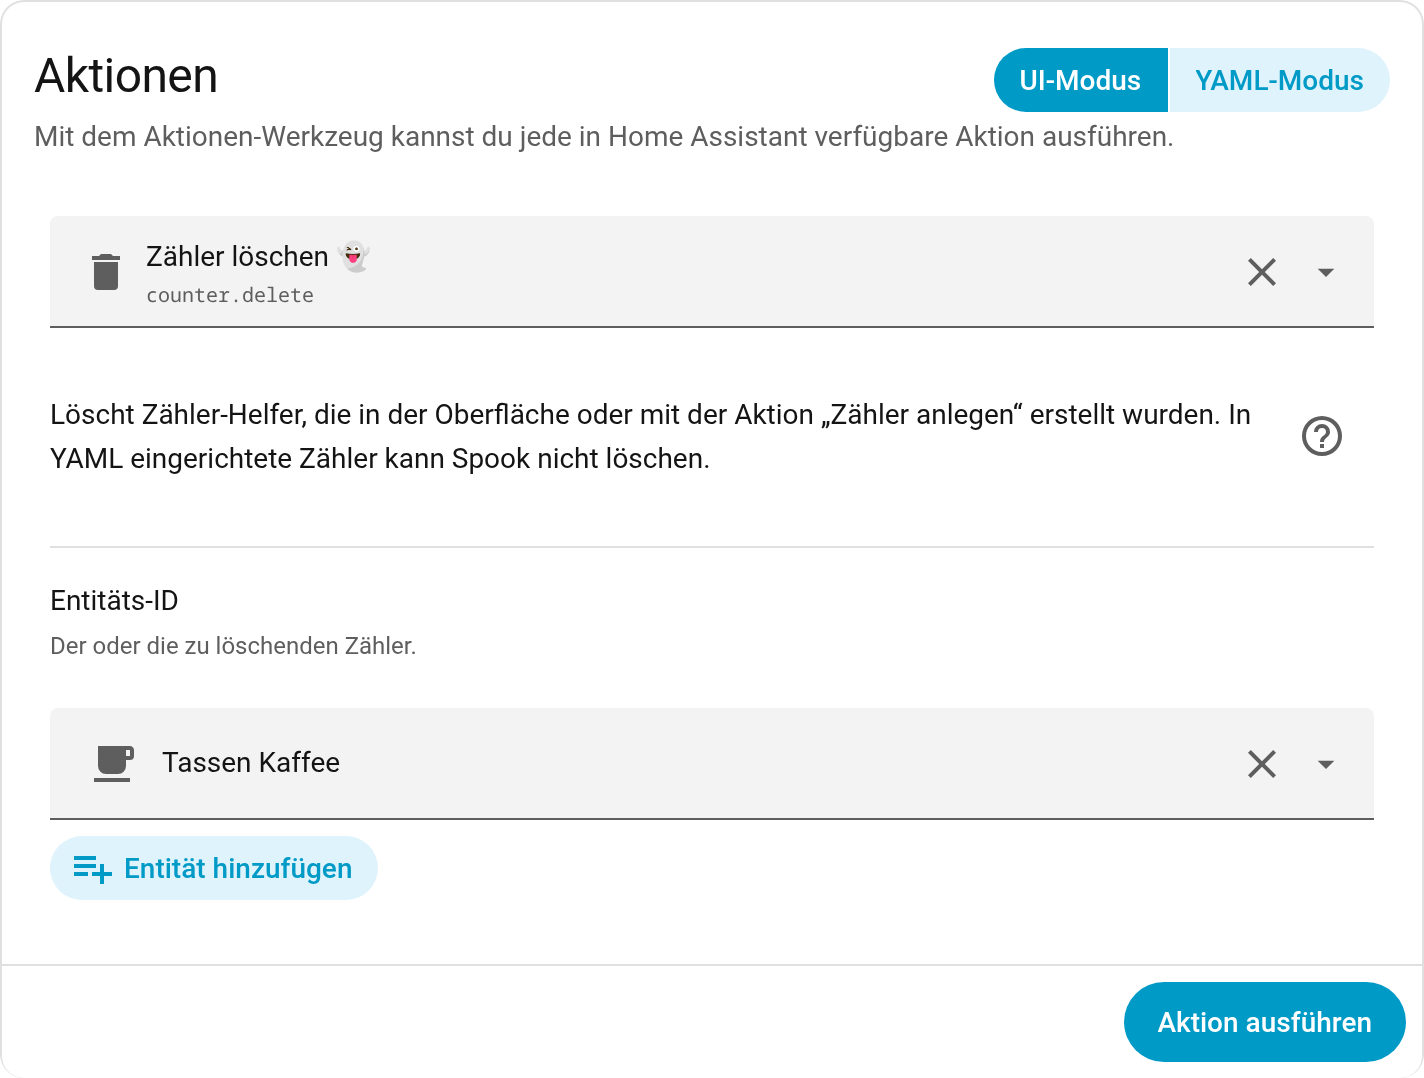 Aktionen
UI-Modus
YAML-Modus
Mit dem Aktionen-Werkzeug kannst du jede in Home Assistant verfügbare Aktion ausführen.
Zähler löschen 👻
counter.delete
Löscht Zähler-Helfer, die in der Oberfläche oder mit der Aktion „Zähler anlegen“ erstellt wurden. In
YAML eingerichtete Zähler kann Spook nicht löschen.
Entitäts-ID
Der oder die zu löschenden Zähler.
Tassen Kaffee
Entität hinzufügen
Aktion ausführen